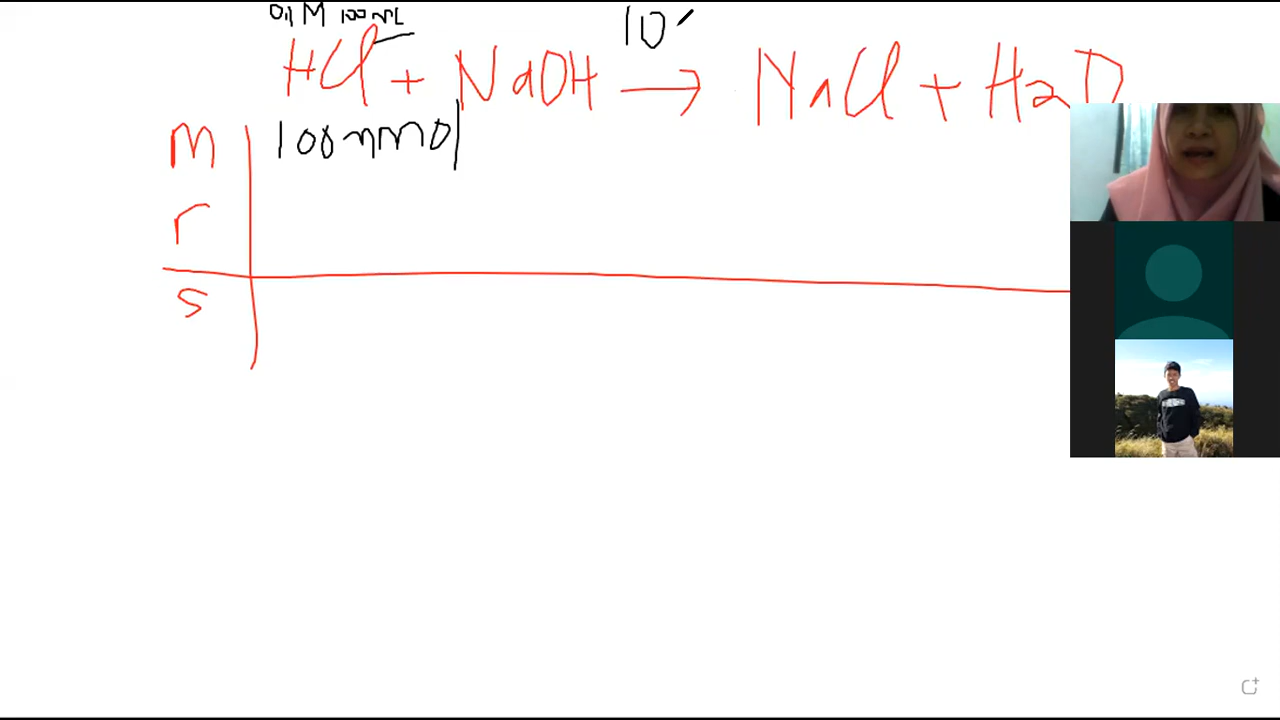 0,1 M 100 mL
10
HCl + NaOH → NaCl + H2O
m 100 mmol
r
s